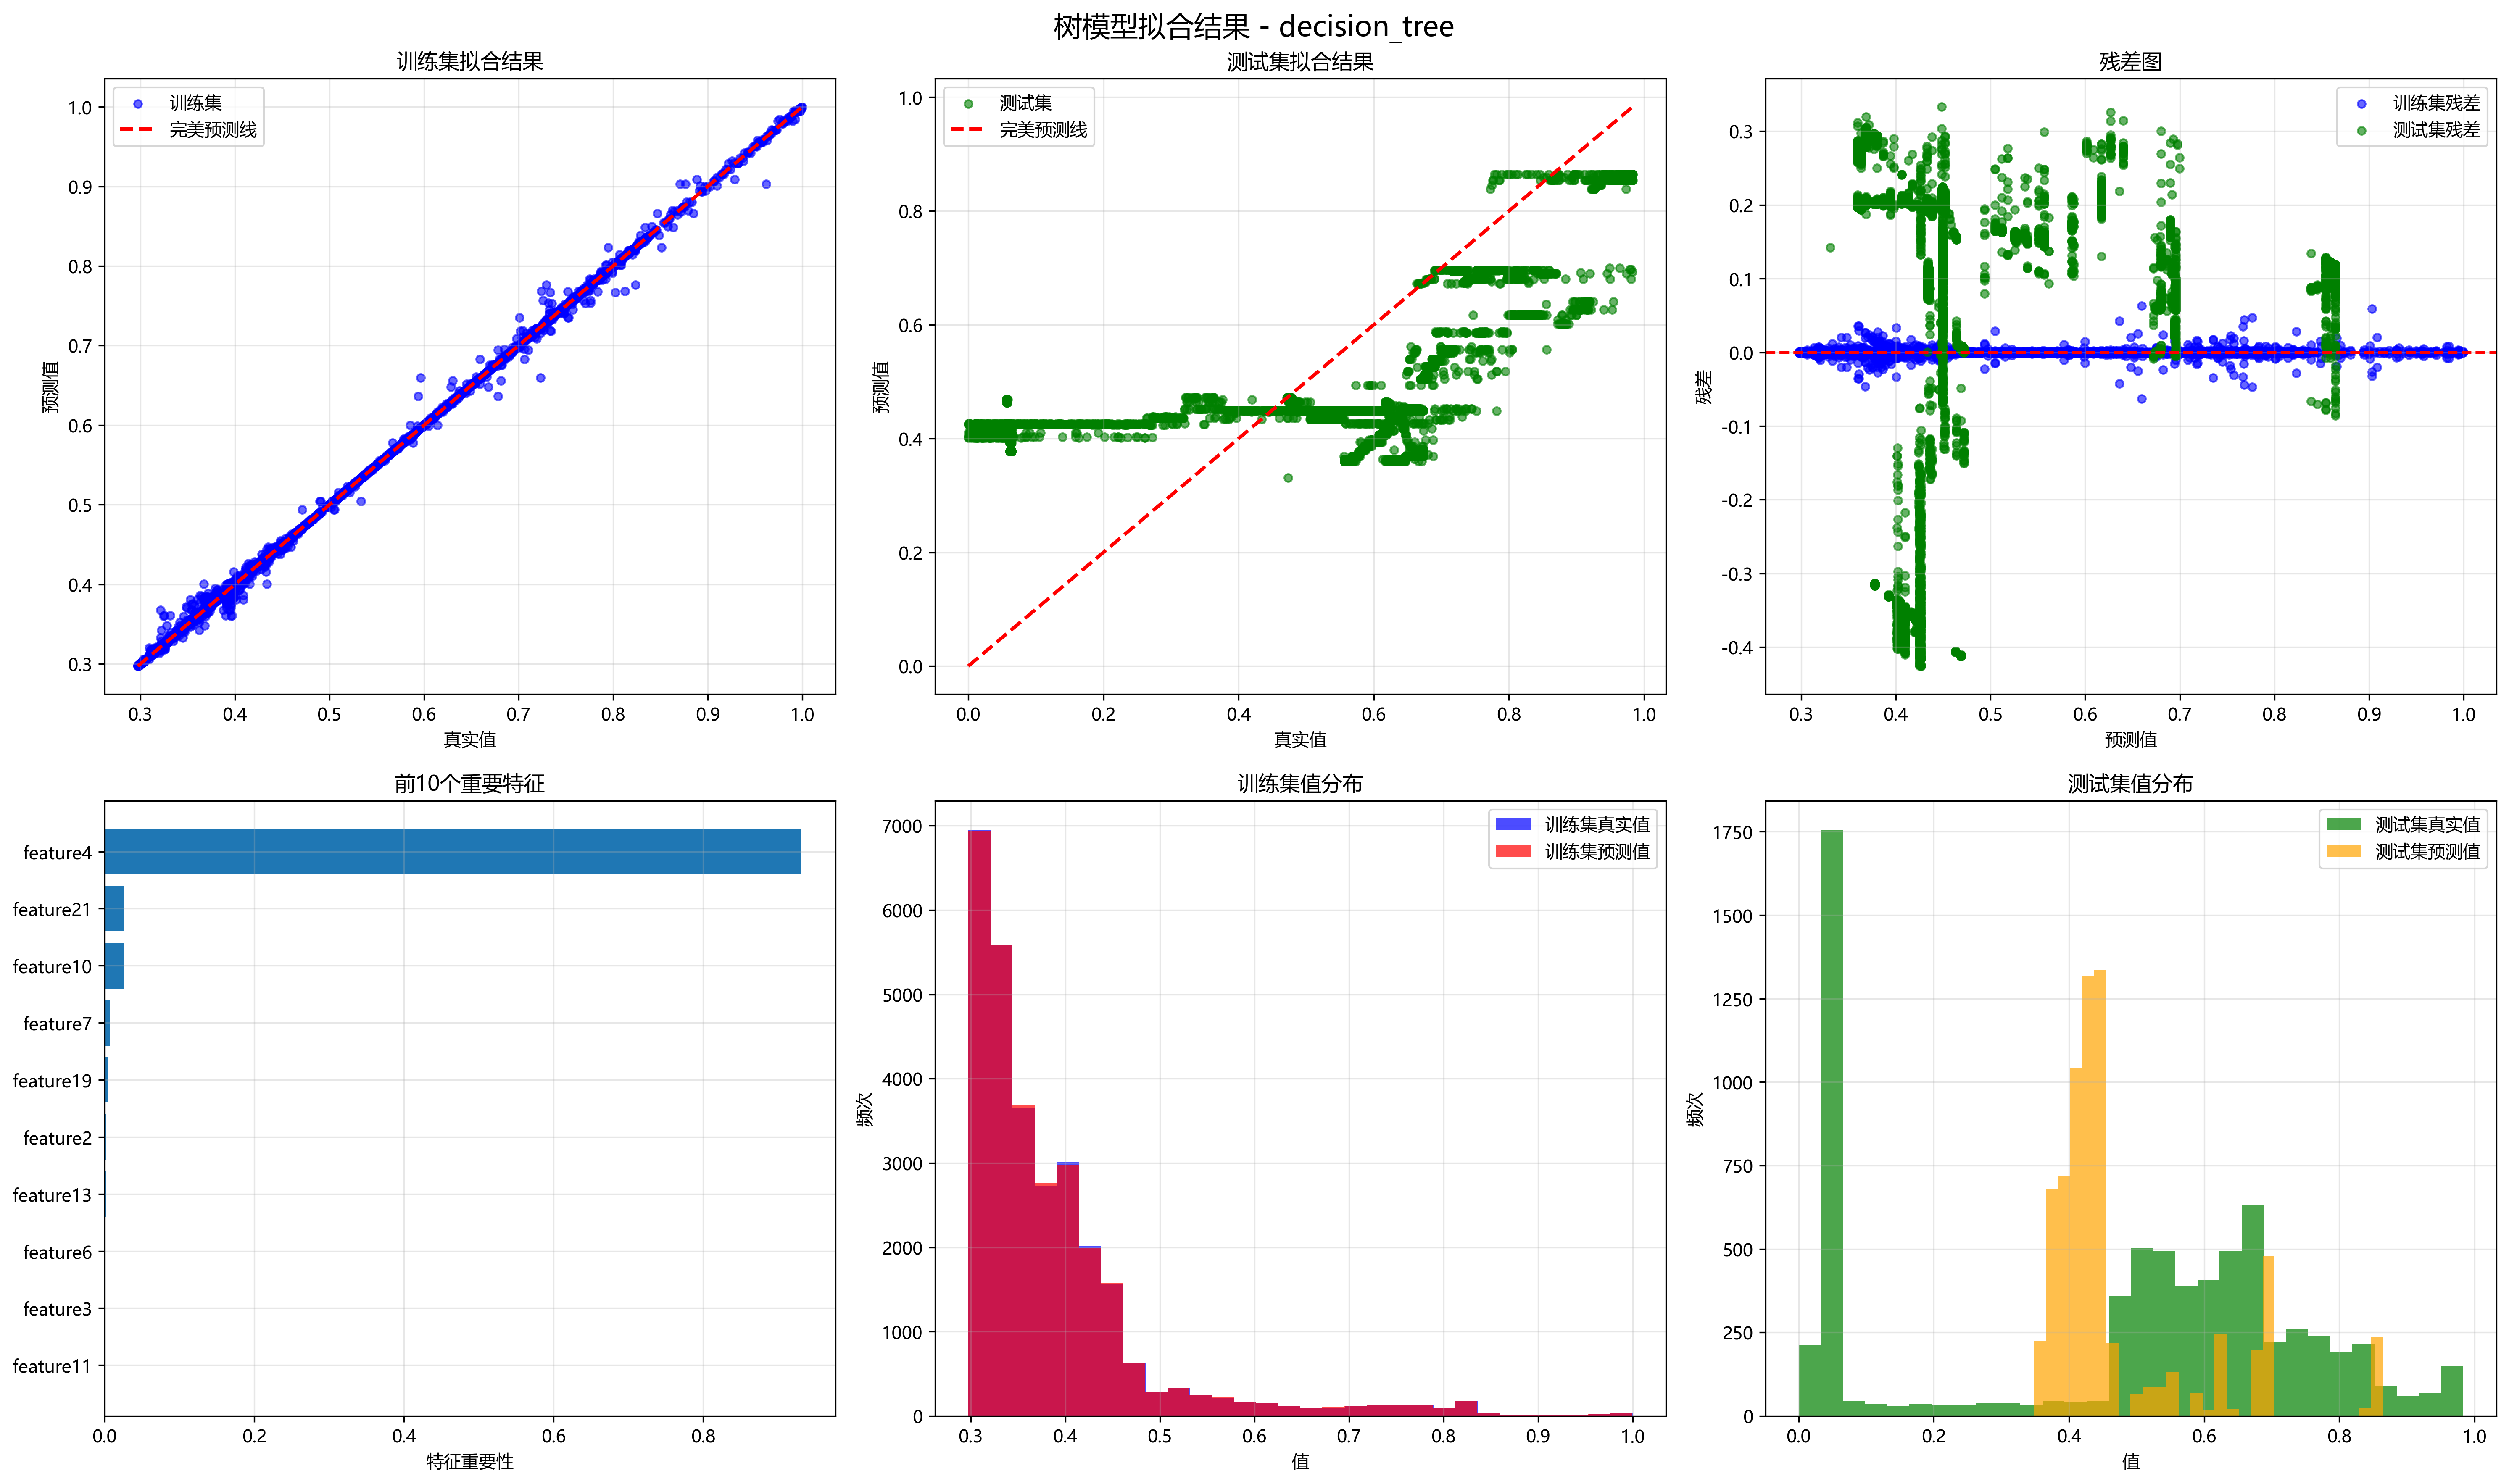 树模型拟合结果 - decision_tree
训练集拟合结果
训练集
完美预测线
1.0
0.9
0.8
0.7
0.6
0.5
0.4
0.3
预测值
0.3 0.4 0.5 0.6 0.7 0.8 0.9 1.0
真实值
测试集拟合结果
测试集
完美预测线
1.0
0.8
0.6
0.4
0.2
0.0
预测值
0.0 0.2 0.4 0.6 0.8 1.0
真实值
残差图
训练集残差
测试集残差
0.3
0.2
0.1
0.0
-0.1
-0.2
-0.3
-0.4
残差
0.3 0.4 0.5 0.6 0.7 0.8 0.9 1.0
预测值
前10个重要特征
feature4
feature21
feature10
feature7
feature19
feature2
feature13
feature6
feature3
feature11
0.0 0.2 0.4 0.6 0.8
特征重要性
训练集值分布
训练集真实值
训练集预测值
7000
6000
5000
4000
3000
2000
1000
0
频次
0.3 0.4 0.5 0.6 0.7 0.8 0.9 1.0
值
测试集值分布
测试集真实值
测试集预测值
1750
1500
1250
1000
750
500
250
0
频次
0.0 0.2 0.4 0.6 0.8 1.0
值